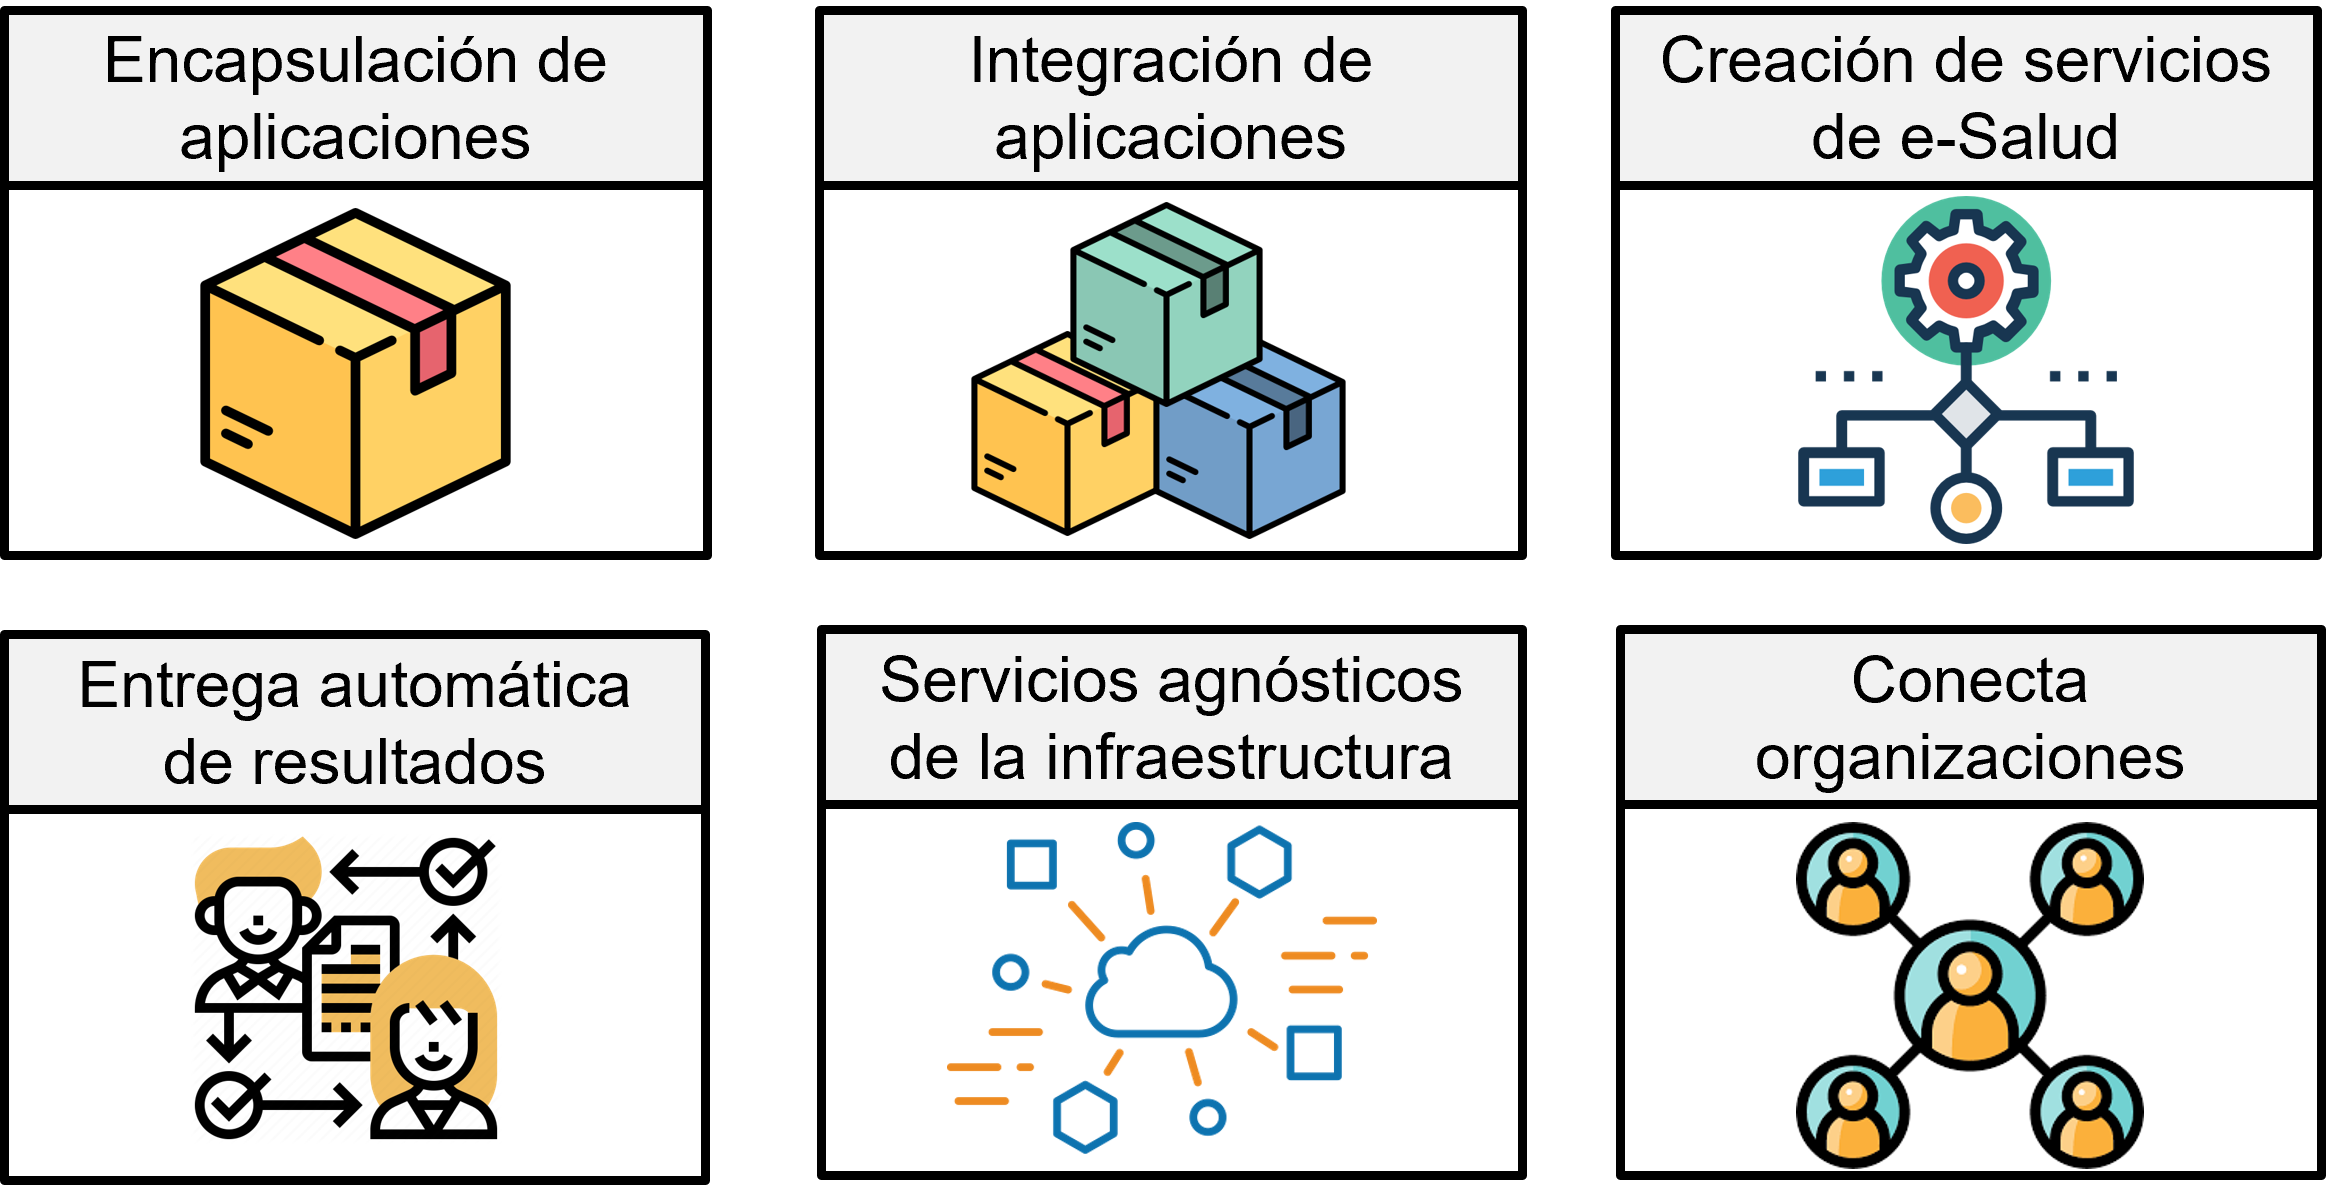 Encapsulación de
aplicaciones
Integración de
aplicaciones
Creación de servicios
de e-Salud
Entrega automática
de resultados
Servicios agnósticos
de la infraestructura
Conecta
organizaciones